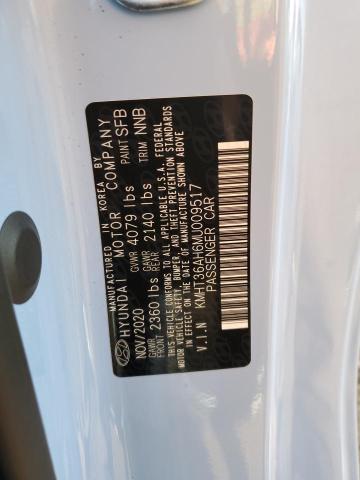 MFD. IN KOREA BY
HYUNDAI MOTOR COMPANY
NOV/2020 GVWR 4079 lbs PAINT SFB
GAWR FRONT 2360 lbs GAWR REAR 2140 lbs TRIM NNB
THIS VEHICLE CONFORMS TO ALL APPLICABLE U.S.A. FEDERAL
MOTOR VEHICLE SAFETY, BUMPER, AND THEFT PREVENTION STANDARDS
IN EFFECT ON THE DATE OF MANUFACTURE SHOWN ABOVE
V.I.N KMHT36AH6MU009517
PASSENGER CAR